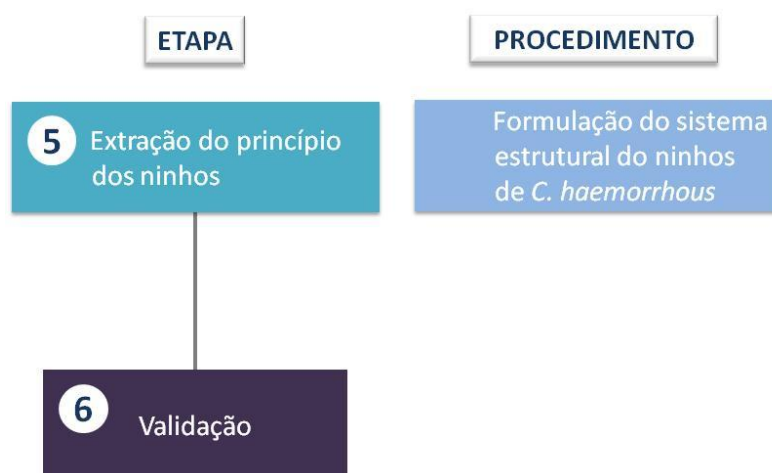 ETAPA
PROCEDIMENTO
5 Extração do princípio
dos ninhos
Formulação do sistema
estrutural do ninhos
de C. haemorrhous
6 Validação